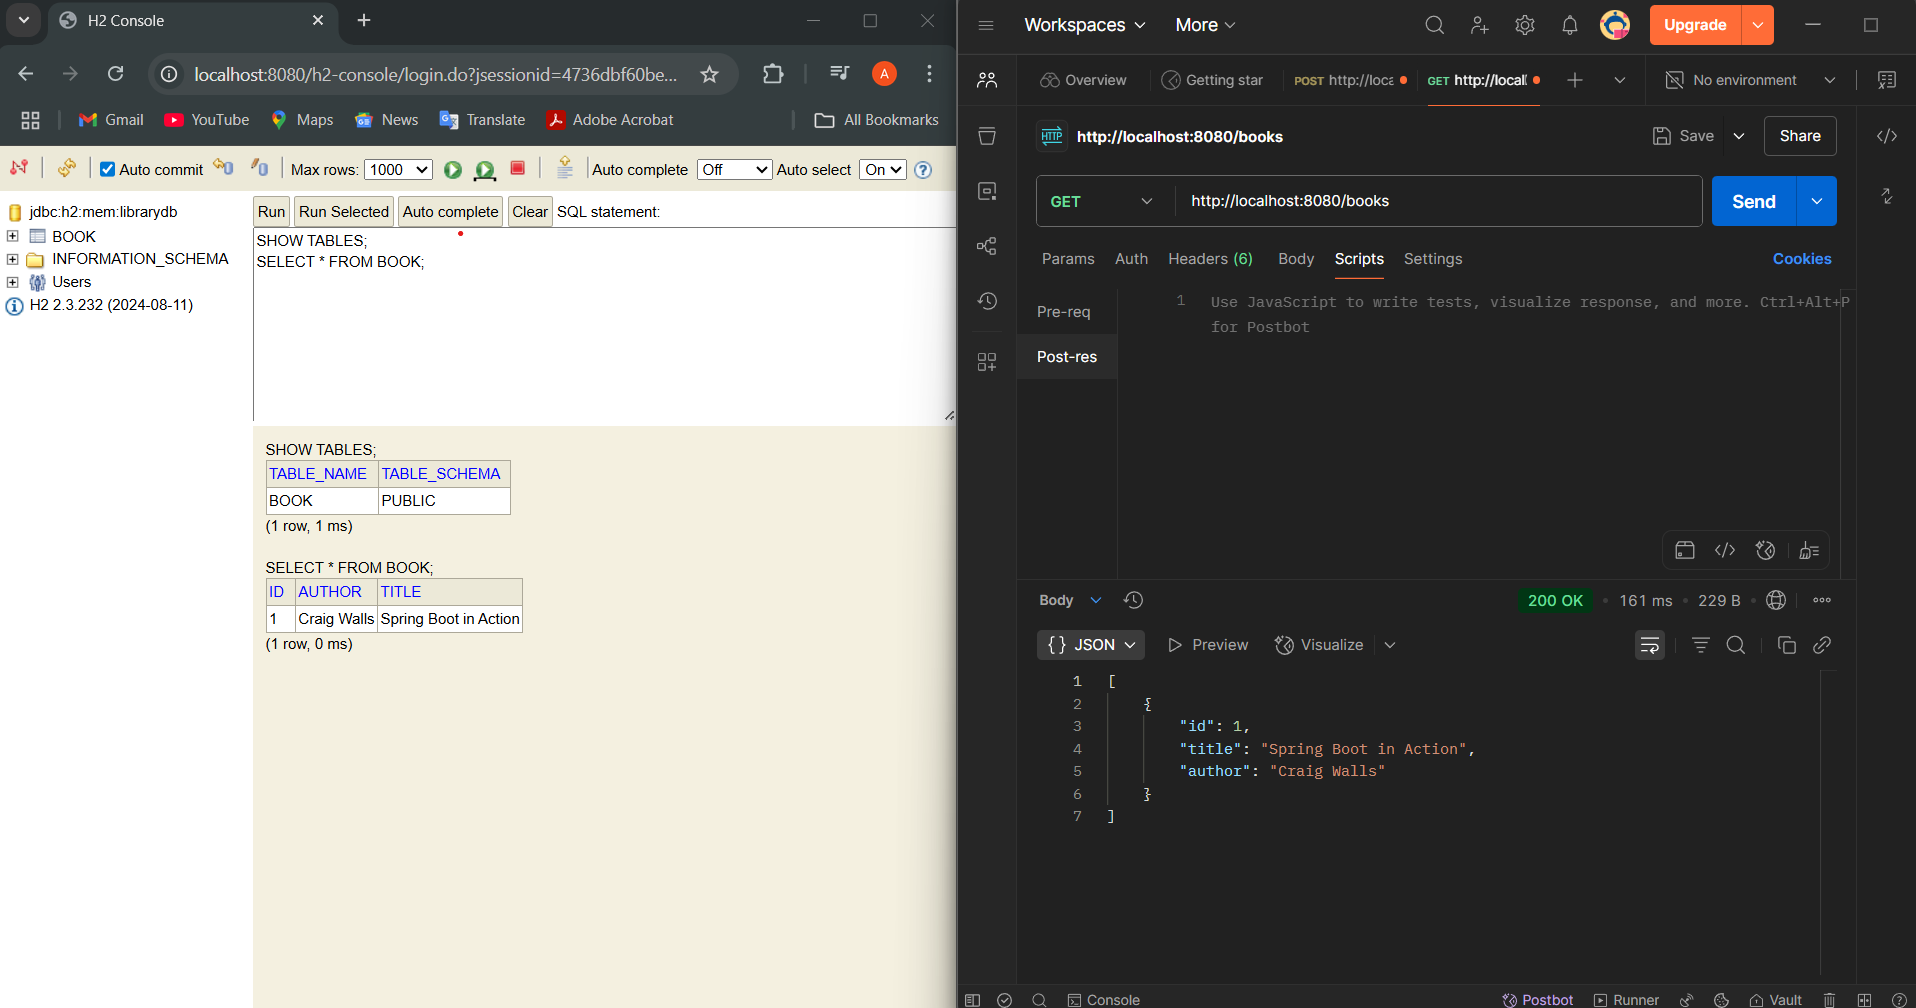 H2 Console
localhost:8080/h2-console/login.do?jsessionid=4736dbf60be...
A
Gmail
YouTube
Maps
News
Translate
Adobe Acrobat
All Bookmarks
Auto commit
Max rows: 1000
Auto complete Off
Auto select On
jdbc:h2:mem:librarydb
BOOK
INFORMATION_SCHEMA
Users
H2 2.3.232 (2024-08-11)
Run Run Selected Auto complete Clear SQL statement:
SHOW TABLES;
SELECT * FROM BOOK;
SHOW TABLES;
TABLE_NAME TABLE_SCHEMA
BOOK PUBLIC
(1 row, 1 ms)
SELECT * FROM BOOK;
ID AUTHOR TITLE
1 Craig Walls Spring Boot in Action
(1 row, 0 ms)
Workspaces More Upgrade
Overview Getting star POST http://loca GET http://local No environment
HTTP http://localhost:8080/books Save Share
GET http://localhost:8080/books Send
Params Auth Headers (6) Body Scripts Settings Cookies
Pre-req
Post-res
1 Use JavaScript to write tests, visualize response, and more. Ctrl+Alt+P
for Postbot
Body 200 OK 161 ms 229 B
{} JSON Preview Visualize
1 [
2 {
3 "id": 1,
4 "title": "Spring Boot in Action",
5 "author": "Craig Walls"
6 }
7 ]
Console Postbot Runner Vault